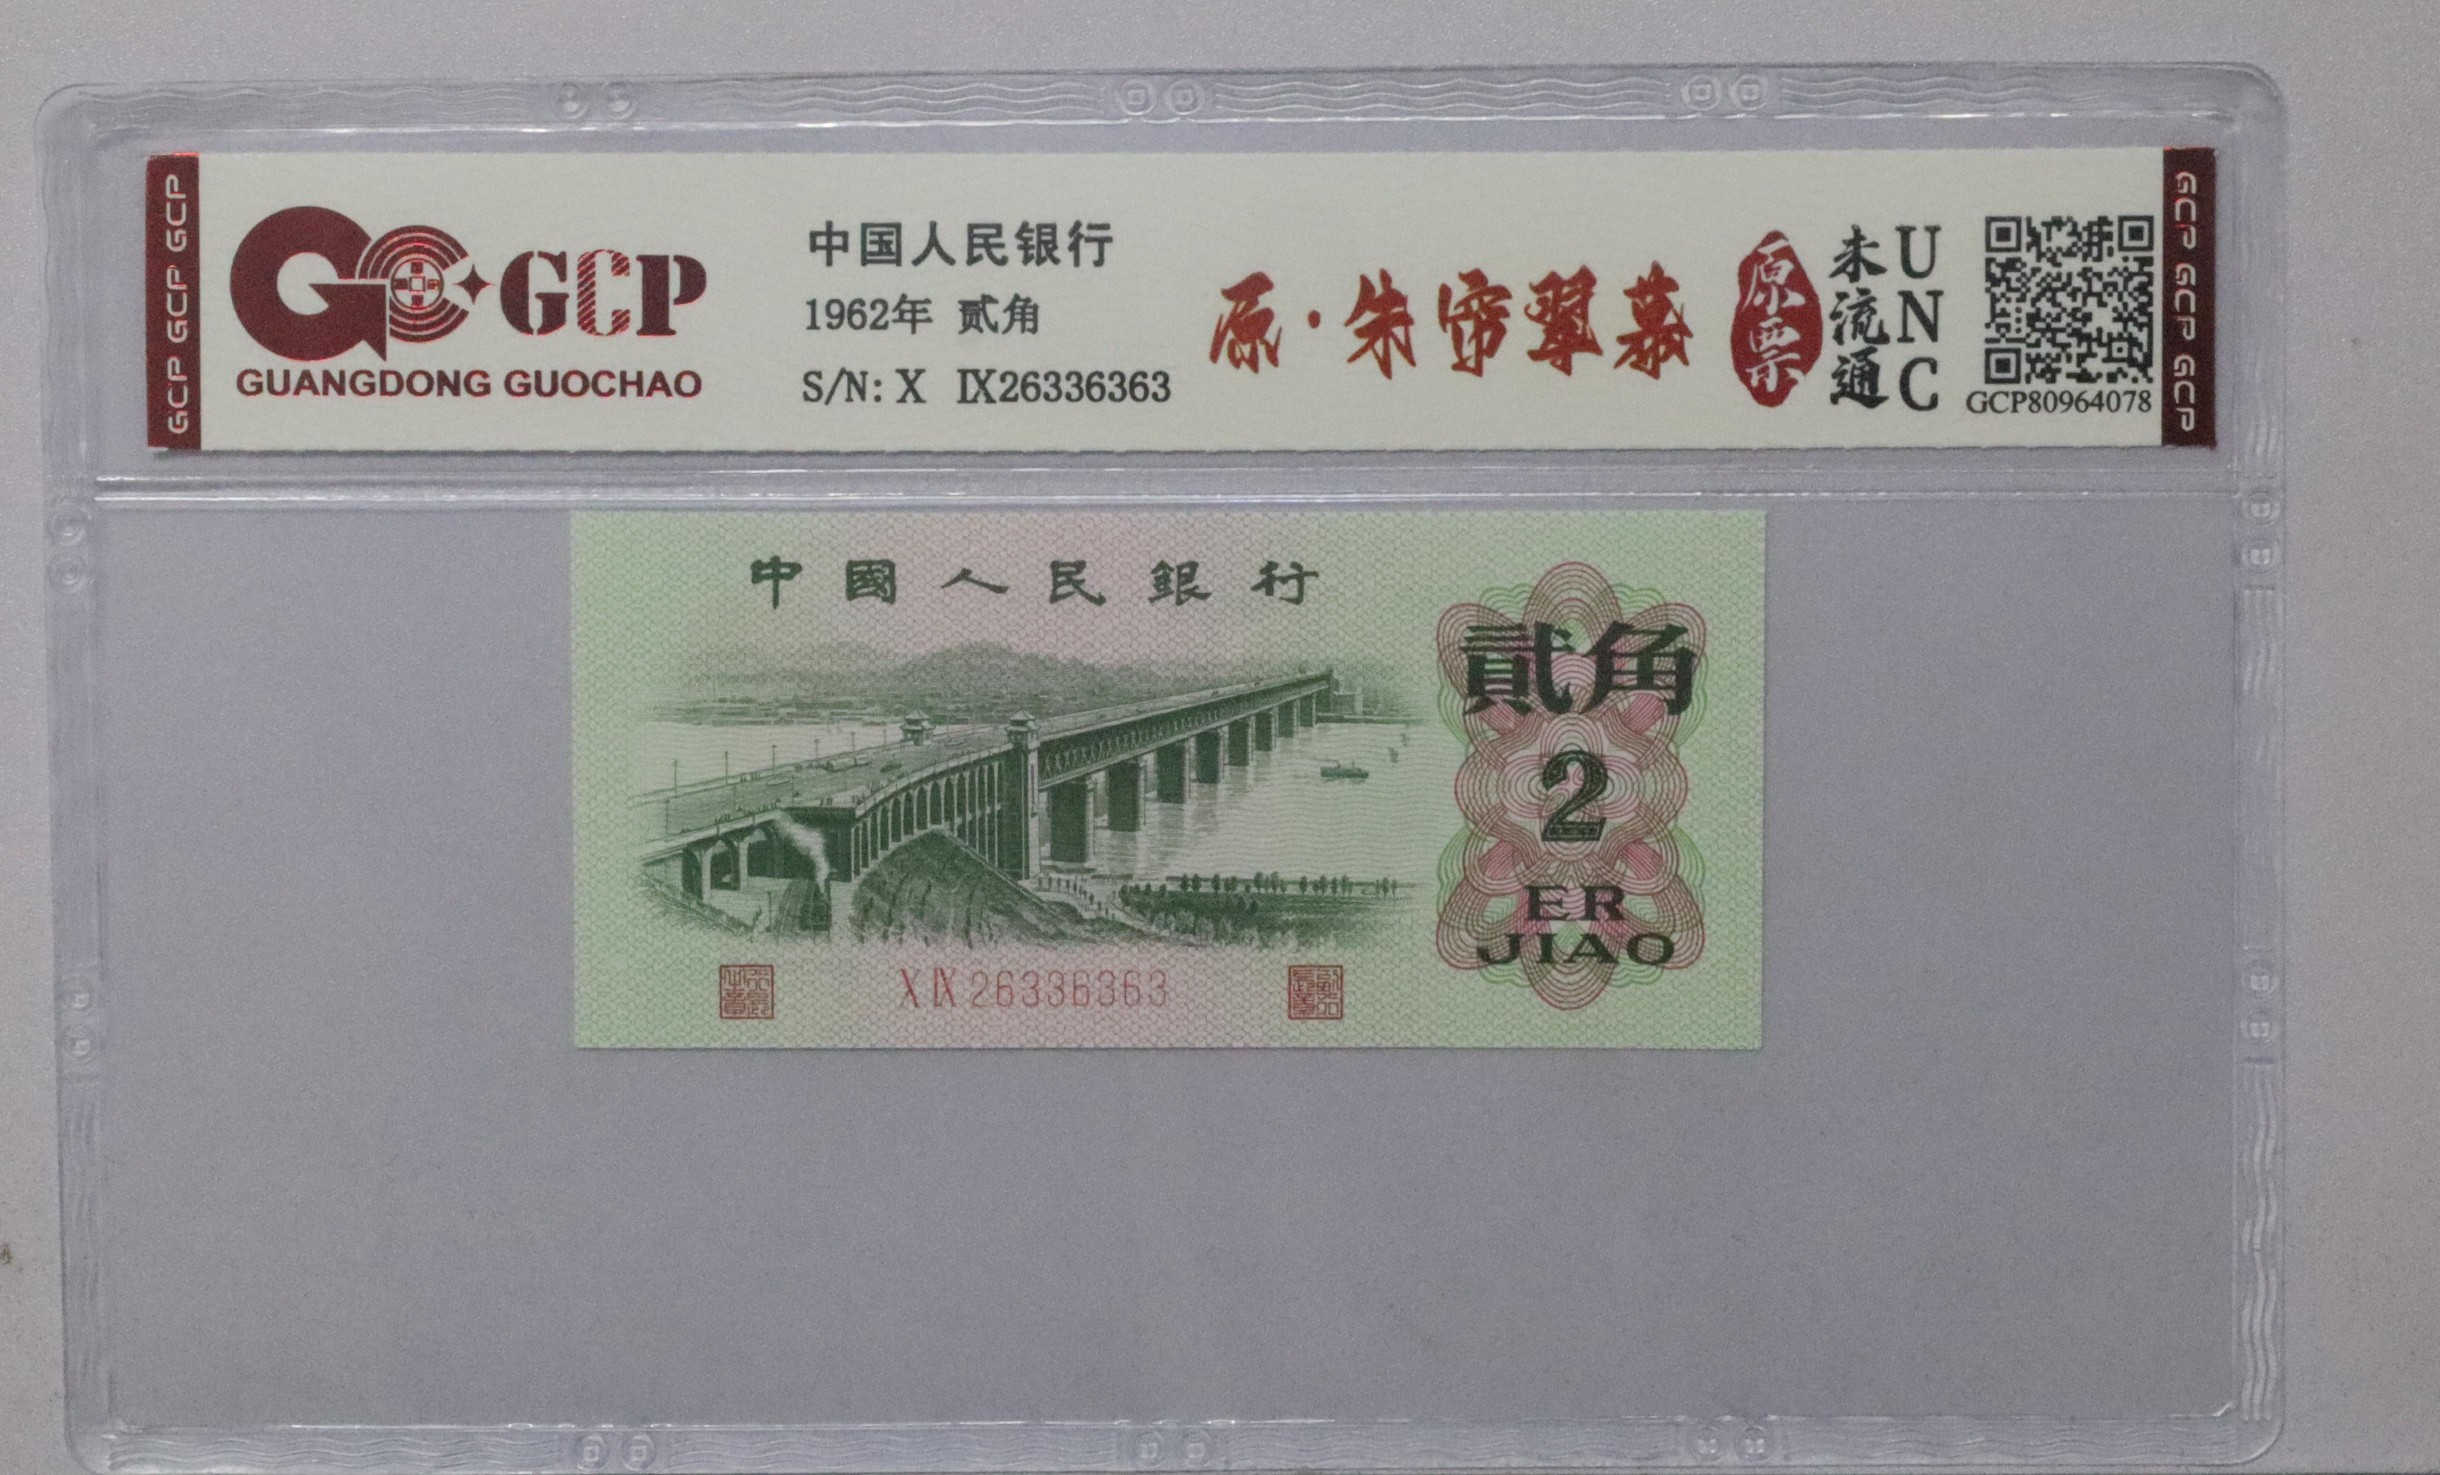 GCP GCP GCP
GCP
GUANGDONG GUOCHAO
中国人民银行
1962年 贰角
S/N: X IX26336363
原·朱帘翠幕
原票
未流通
UNC
GCP80964078
GCP GCP GCP
中國人民銀行
貳角
2
ER
JIAO
X IX 26336363